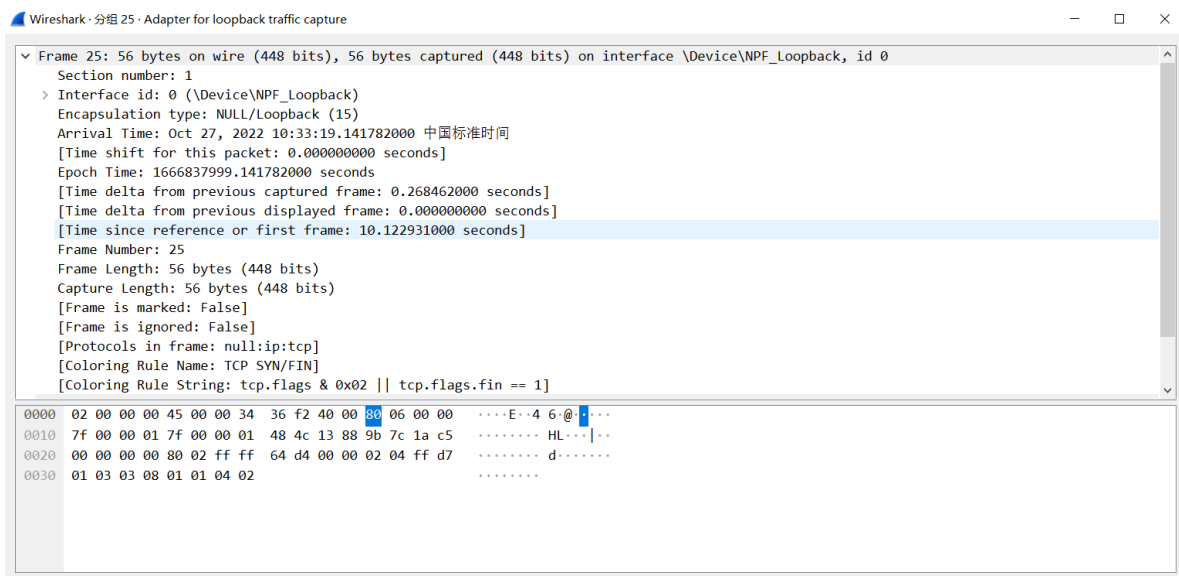 Wireshark · 分组 25 · Adapter for loopback traffic capture
Frame 25: 56 bytes on wire (448 bits), 56 bytes captured (448 bits) on interface \Device\NPF_Loopback, id 0
Section number: 1
Interface id: 0 (\Device\NPF_Loopback)
Encapsulation type: NULL/Loopback (15)
Arrival Time: Oct 27, 2022 10:33:19.141782000 中国标准时间
[Time shift for this packet: 0.000000000 seconds]
Epoch Time: 1666837999.141782000 seconds
[Time delta from previous captured frame: 0.268462000 seconds]
[Time delta from previous displayed frame: 0.000000000 seconds]
[Time since reference or first frame: 10.122931000 seconds]
Frame Number: 25
Frame Length: 56 bytes (448 bits)
Capture Length: 56 bytes (448 bits)
[Frame is marked: False]
[Frame is ignored: False]
[Protocols in frame: null:ip:tcp]
[Coloring Rule Name: TCP SYN/FIN]
[Coloring Rule String: tcp.flags & 0x02 || tcp.flags.fin == 1]
0000 02 00 00 00 45 00 00 34 36 f2 40 00 80 06 00 00 ····E··4 6·@·····
0010 7f 00 00 01 7f 00 00 01 48 4c 13 88 9b 7c 1a c5 ········ HL···|··
0020 00 00 00 00 80 02 ff ff 64 d4 00 00 02 04 ff d7 ········ d·······
0030 01 03 03 08 01 01 04 02 ········